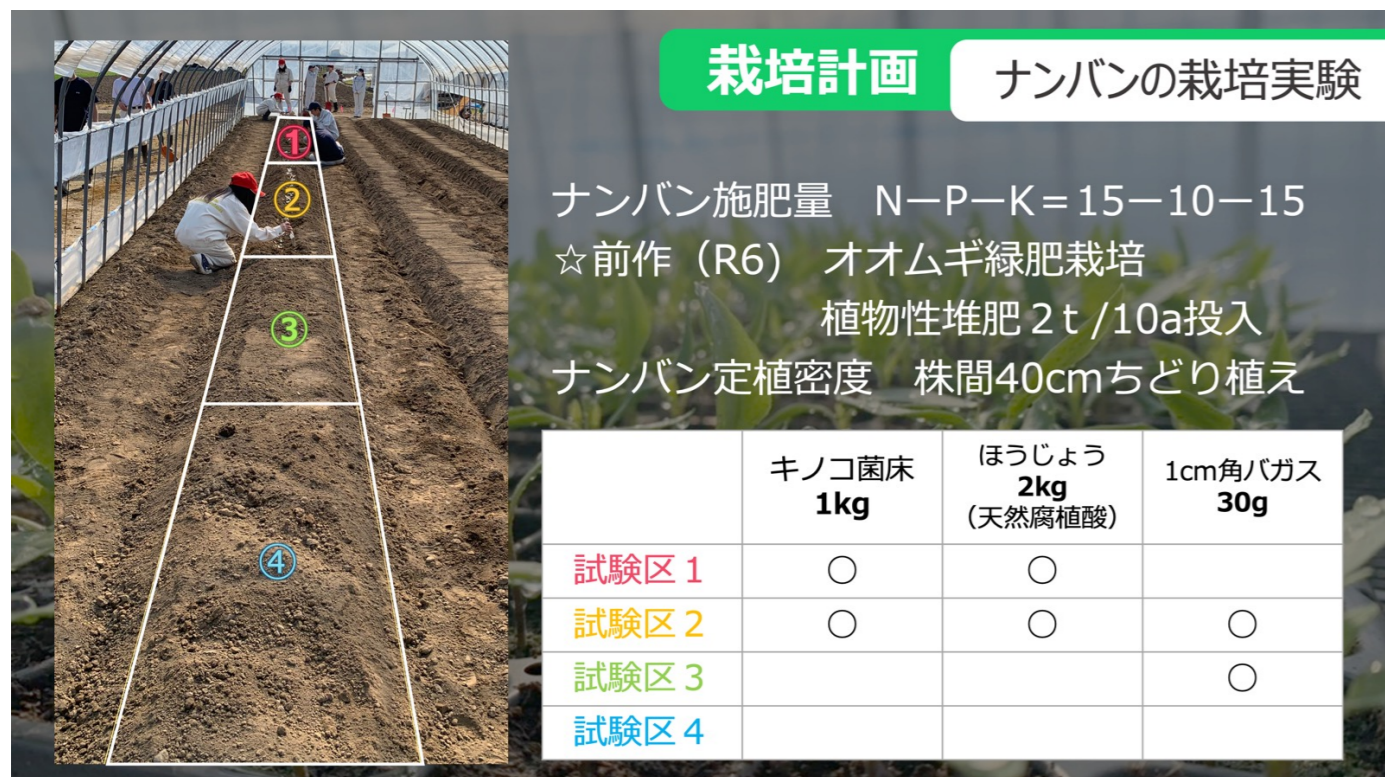 栽培計画 ナンバンの栽培実験
ナンバン施肥量 N－P－K＝15－10－15
☆前作（R6) オオムギ緑肥栽培
植物性堆肥２ｔ/10a投入
ナンバン定植密度 株間40cmちどり植え
①
②
③
④
キノコ菌床 1kg
ほうじょう 2kg （天然腐植酸）
1cm角バガス 30g
試験区１ ○ ○
試験区２ ○ ○ ○
試験区３ ○
試験区４